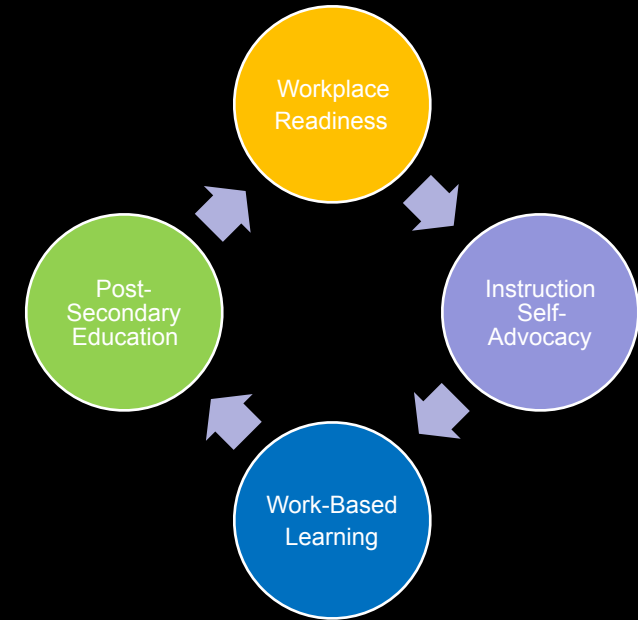 Workplace
Readiness
Instruction
Self-
Advocacy
Work-Based
Learning
Post-
Secondary
Education